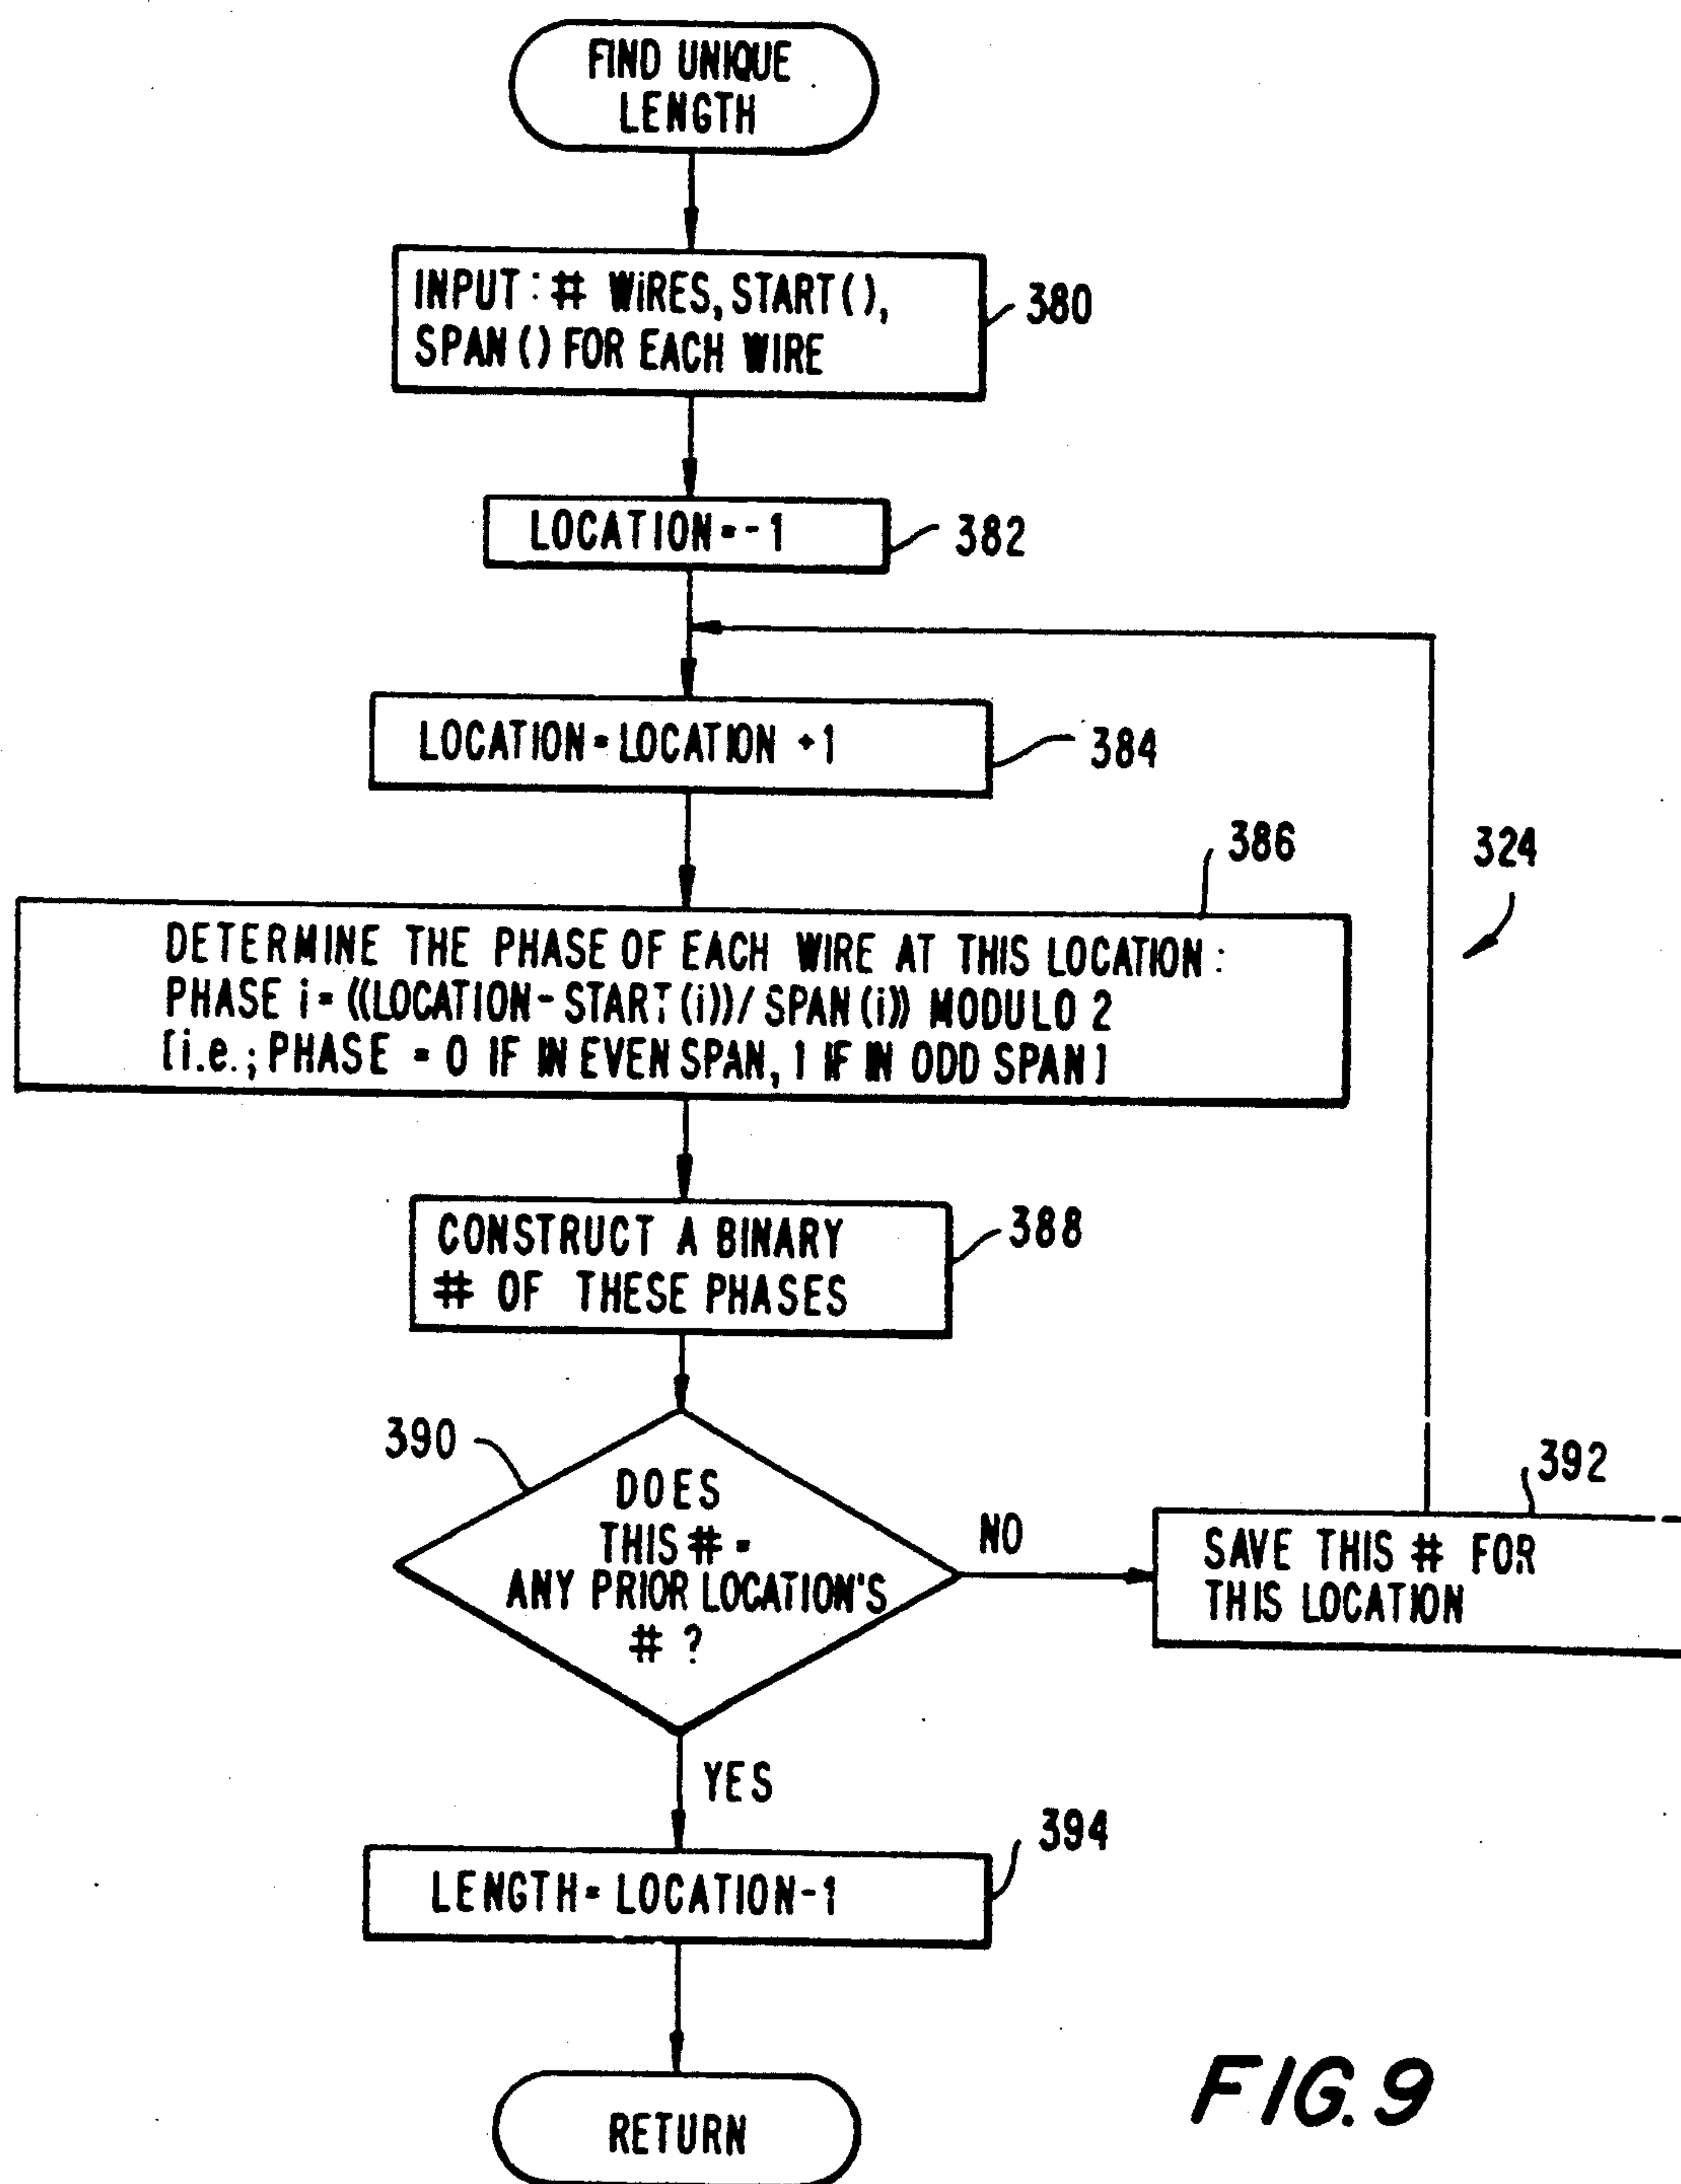 FIND UNIQUE
LENGTH
INPUT : # WiRES, START(),
SPAN () FOR EACH WIRE
380
LOCATION = -1
382
LOCATION = LOCATION +1
384
386
324
DETERMINE THE PHASE OF EACH WIRE AT THIS LOCATION :
PHASE i = ((LOCATION - START (i)) / SPAN (i)) MODULO 2
[i.e.; PHASE = 0 IF IN EVEN SPAN, 1 IF IN ODD SPAN]
CONSTRUCT A BINARY
# OF THESE PHASES
388
390
DOES
THIS # =
ANY PRIOR LOCATION'S
# ?
NO
392
SAVE THIS # FOR
THIS LOCATION
YES
394
LENGTH = LOCATION-1
RETURN
FIG. 9